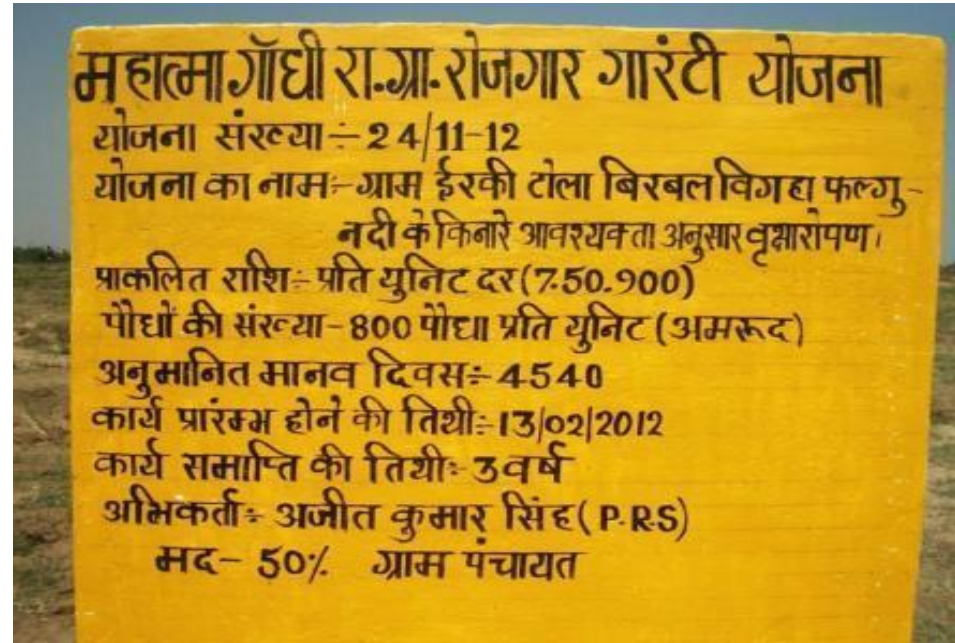 महात्मा गाँधी रा.ग्रा.रोजगार गारंटी योजना
योजना संख्या ÷ 24/11-12
योजना का नाम:- ग्राम ईरकी टोला बिरबल विगहा फल्गु-
नदी के किनारे आवश्यकता अनुसार वृक्षारोपण।
प्राकलित राशि:- प्रति युनिट दर (7.50.900)
पौधों की संख्या- 800 पौधा प्रति युनिट (अमरूद)
अनुमानित मानव दिवस:- 4540
कार्य प्रारंम्भ होने की तिथी:- 13/02/2012
कार्य समाप्ति की तिथी:- 3 वर्ष
अभिकर्ता:- अजीत कुमार सिंह (P.R.S)
मद- 50% ग्राम पंचायत